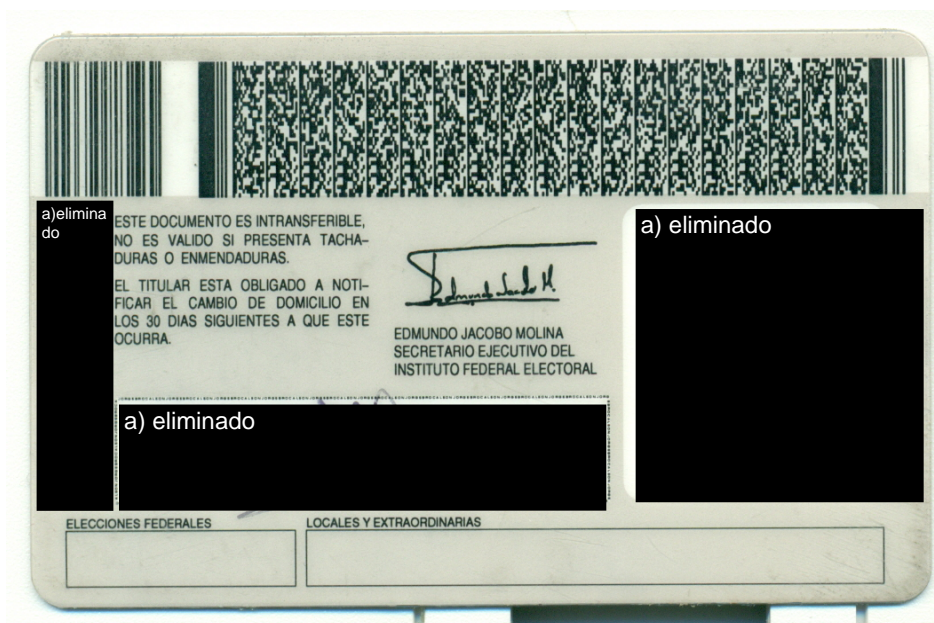 a)elimina
do
ESTE DOCUMENTO ES INTRANSFERIBLE,
NO ES VALIDO SI PRESENTA TACHA–
DURAS O ENMENDADURAS.
EL TITULAR ESTA OBLIGADO A NOTI–
FICAR EL CAMBIO DE DOMICILIO EN
LOS 30 DIAS SIGUIENTES A QUE ESTE
OCURRA.
Edmundo Jacobo M.
EDMUNDO JACOBO MOLINA
SECRETARIO EJECUTIVO DEL
INSTITUTO FEDERAL ELECTORAL
a) eliminado
a) eliminado
ELECCIONES FEDERALES
LOCALES Y EXTRAORDINARIAS